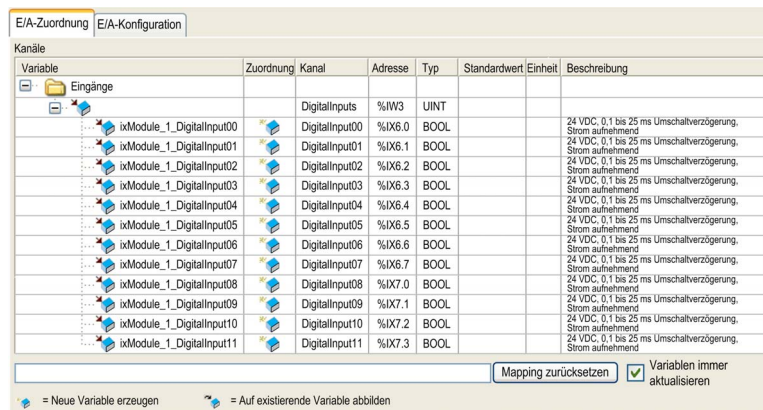 E/A-Zuordnung E/A-Konfiguration
Kanäle
Variable Zuordnung Kanal Adresse Typ Standardwert Einheit Beschreibung
Eingänge
DigitalInputs %IW3 UINT
ixModule_1_DigitalInput00 DigitalInput00 %IX6.0 BOOL 24 VDC, 0,1 bis 25 ms Umschaltverzögerung,
Strom aufnehmend
ixModule_1_DigitalInput01 DigitalInput01 %IX6.1 BOOL 24 VDC, 0,1 bis 25 ms Umschaltverzögerung,
Strom aufnehmend
ixModule_1_DigitalInput02 DigitalInput02 %IX6.2 BOOL 24 VDC, 0,1 bis 25 ms Umschaltverzögerung,
Strom aufnehmend
ixModule_1_DigitalInput03 DigitalInput03 %IX6.3 BOOL 24 VDC, 0,1 bis 25 ms Umschaltverzögerung,
Strom aufnehmend
ixModule_1_DigitalInput04 DigitalInput04 %IX6.4 BOOL 24 VDC, 0,1 bis 25 ms Umschaltverzögerung,
Strom aufnehmend
ixModule_1_DigitalInput05 DigitalInput05 %IX6.5 BOOL 24 VDC, 0,1 bis 25 ms Umschaltverzögerung,
Strom aufnehmend
ixModule_1_DigitalInput06 DigitalInput06 %IX6.6 BOOL 24 VDC, 0,1 bis 25 ms Umschaltverzögerung,
Strom aufnehmend
ixModule_1_DigitalInput07 DigitalInput07 %IX6.7 BOOL 24 VDC, 0,1 bis 25 ms Umschaltverzögerung,
Strom aufnehmend
ixModule_1_DigitalInput08 DigitalInput08 %IX7.0 BOOL 24 VDC, 0,1 bis 25 ms Umschaltverzögerung,
Strom aufnehmend
ixModule_1_DigitalInput09 DigitalInput09 %IX7.1 BOOL 24 VDC, 0,1 bis 25 ms Umschaltverzögerung,
Strom aufnehmend
ixModule_1_DigitalInput10 DigitalInput10 %IX7.2 BOOL 24 VDC, 0,1 bis 25 ms Umschaltverzögerung,
Strom aufnehmend
ixModule_1_DigitalInput11 DigitalInput11 %IX7.3 BOOL 24 VDC, 0,1 bis 25 ms Umschaltverzögerung,
Strom aufnehmend
Mapping zurücksetzen Variablen immer
aktualisieren
= Neue Variable erzeugen = Auf existierende Variable abbilden